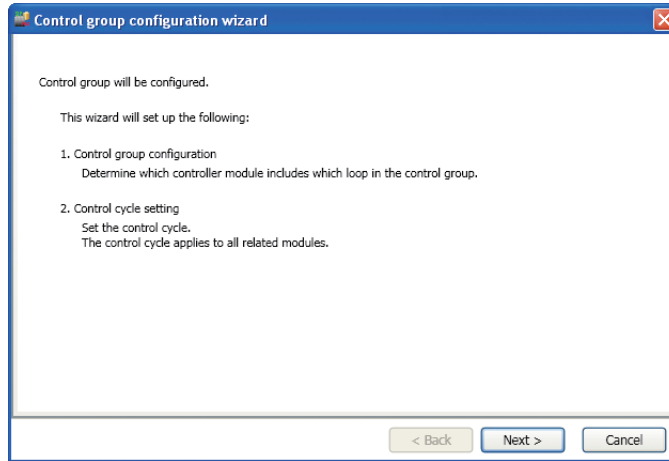 Control group configuration wizard
Control group will be configured.
This wizard will set up the following:
1. Control group configuration
Determine which controller module includes which loop in the control group.
2. Control cycle setting
Set the control cycle.
The control cycle applies to all related modules.
< Back Next > Cancel